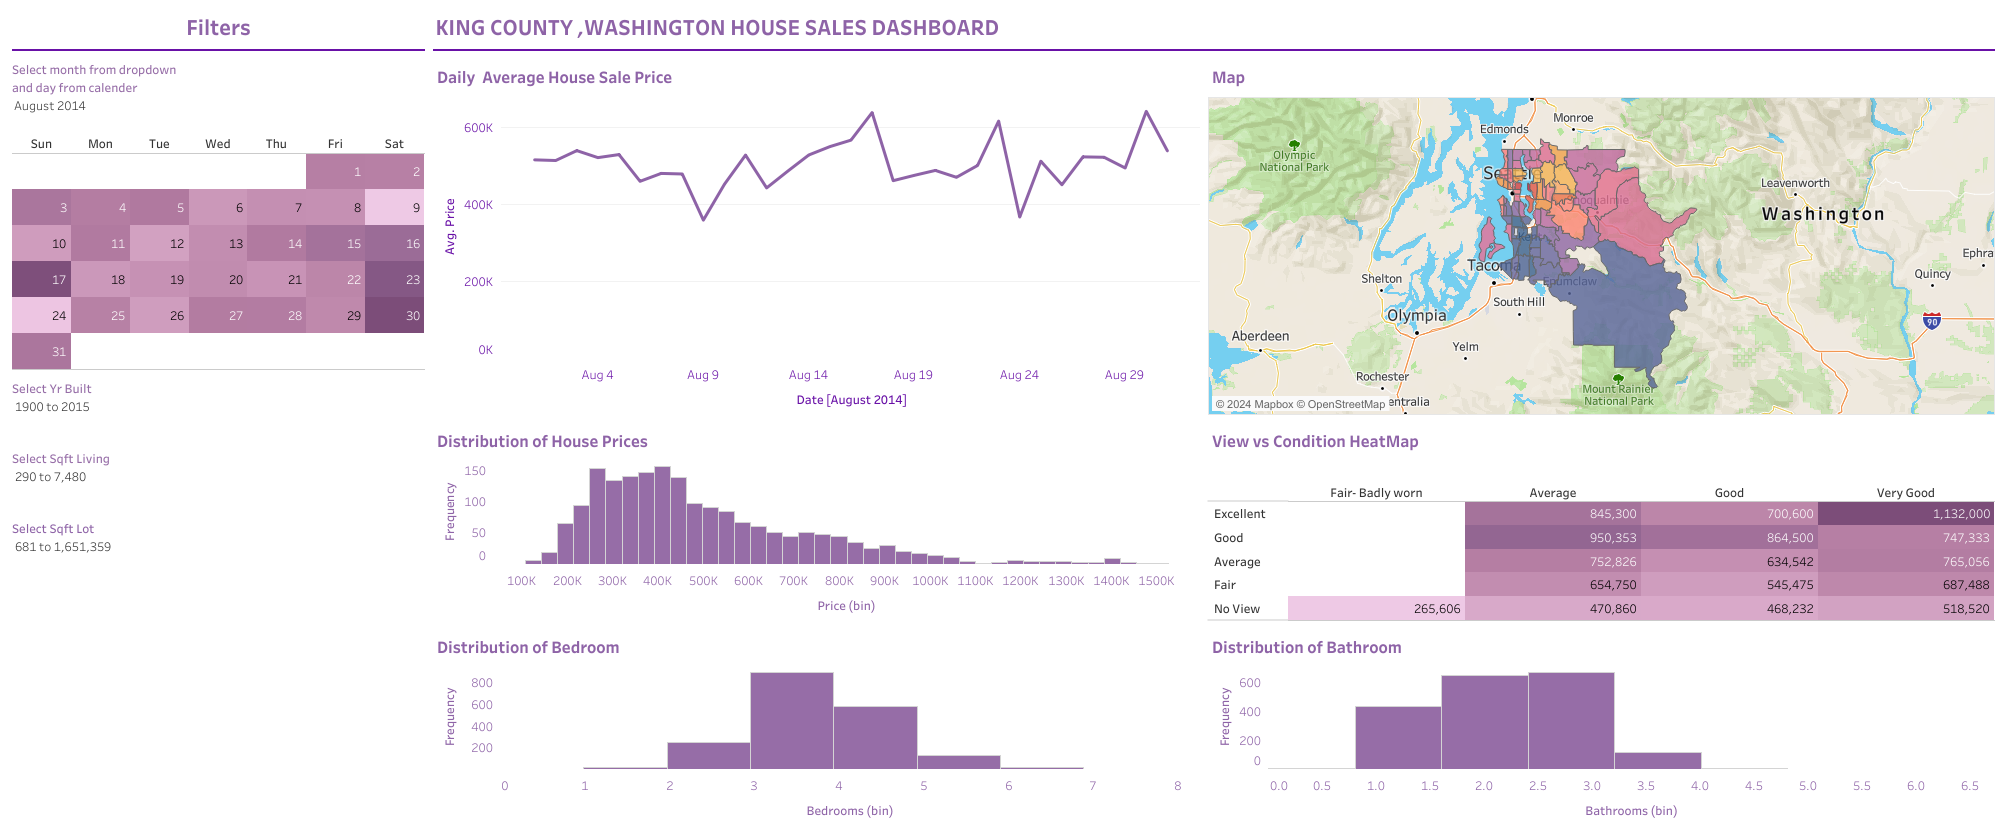 Filters
Select month from dropdown
and day from calender
August 2014
Sun Mon Tue Wed Thu Fri Sat
1 2
3 4 5 6 7 8 9
10 11 12 13 14 15 16
17 18 19 20 21 22 23
24 25 26 27 28 29 30
31
Select Yr Built
1900 to 2015
Select Sqft Living
290 to 7,480
Select Sqft Lot
681 to 1,651,359
KING COUNTY ,WASHINGTON HOUSE SALES DASHBOARD
Daily Average House Sale Price
Avg. Price
600K
400K
200K
0K
Aug 4 Aug 9 Aug 14 Aug 19 Aug 24 Aug 29
Date [August 2014]
Map
Monroe
Edmonds
Olympic
National Park
Leavenworth
Snoqualmie
Washington
Kent
Ephra
Tacoma
Quincy
Shelton
Enumclaw
South Hill
Olympia
90
Aberdeen
Yelm
Rochester
Mount Rainier
National Park
© 2024 Mapbox © OpenStreetMap
entralia
Distribution of House Prices
Frequency
150
100
50
0
100K 200K 300K 400K 500K 600K 700K 800K 900K 1000K 1100K 1200K 1300K 1400K 1500K
Price (bin)
View vs Condition HeatMap
Fair- Badly worn Average Good Very Good
Excellent 845,300 700,600 1,132,000
Good 950,353 864,500 747,333
Average 752,826 634,542 765,056
Fair 654,750 545,475 687,488
No View 265,606 470,860 468,232 518,520
Distribution of Bedroom
Frequency
800
600
400
200
0 1 2 3 4 5 6 7 8
Bedrooms (bin)
Distribution of Bathroom
Frequency
600
400
200
0
0.0 0.5 1.0 1.5 2.0 2.5 3.0 3.5 4.0 4.5 5.0 5.5 6.0 6.5
Bathrooms (bin)